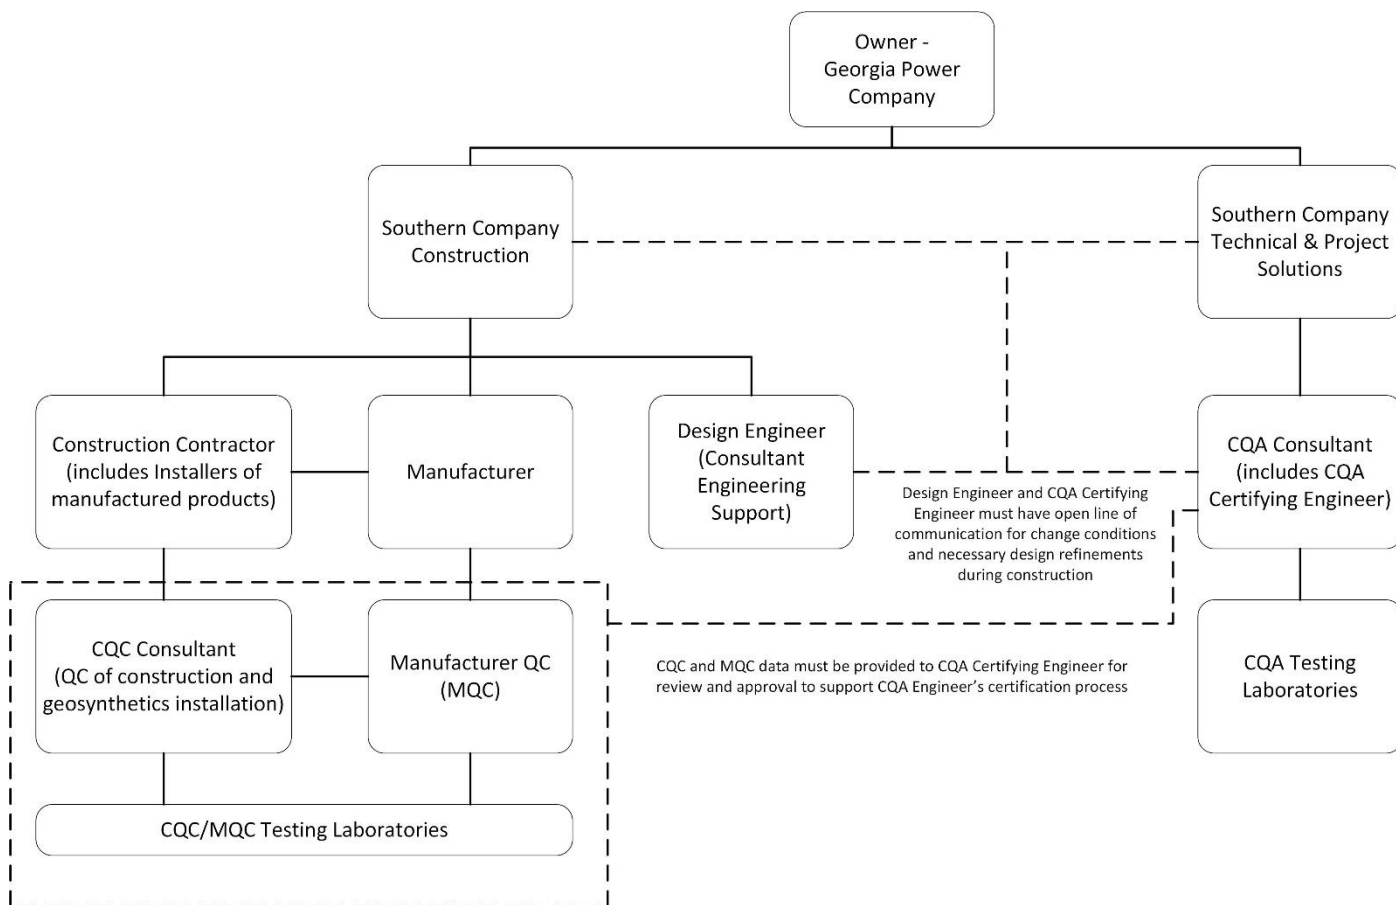 Owner -
Georgia Power
Company
Southern Company
Construction
Southern Company
Technical & Project
Solutions
Construction Contractor
(includes Installers of
manufactured products)
Manufacturer
Design Engineer
(Consultant
Engineering
Support)
CQA Consultant
(includes CQA
Certifying Engineer)
Design Engineer and CQA Certifying
Engineer must have open line of
communication for change conditions
and necessary design refinements
during construction
CQC Consultant
(QC of construction and
geosynthetics installation)
Manufacturer QC
(MQC)
CQC and MQC data must be provided to CQA Certifying Engineer for
review and approval to support CQA Engineer’s certification process
CQA Testing
Laboratories
CQC/MQC Testing Laboratories